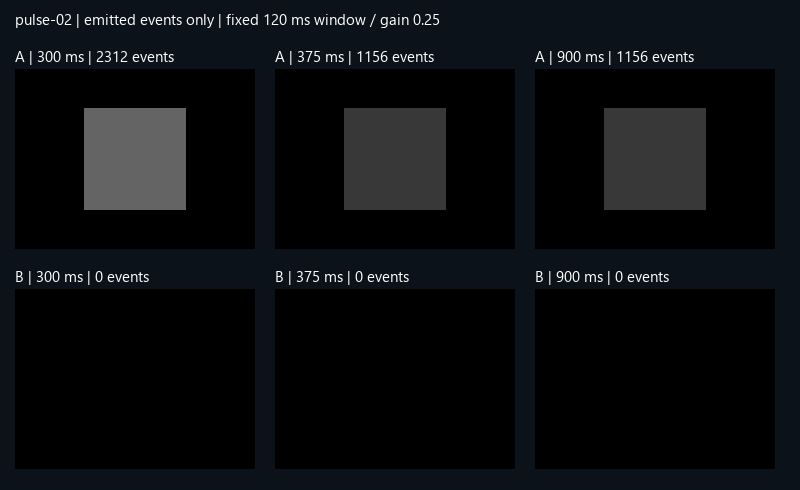 pulse-02 | emitted events only | fixed 120 ms window / gain 0.25
A | 300 ms | 2312 events
A | 375 ms | 1156 events
A | 900 ms | 1156 events
B | 300 ms | 0 events
B | 375 ms | 0 events
B | 900 ms | 0 events